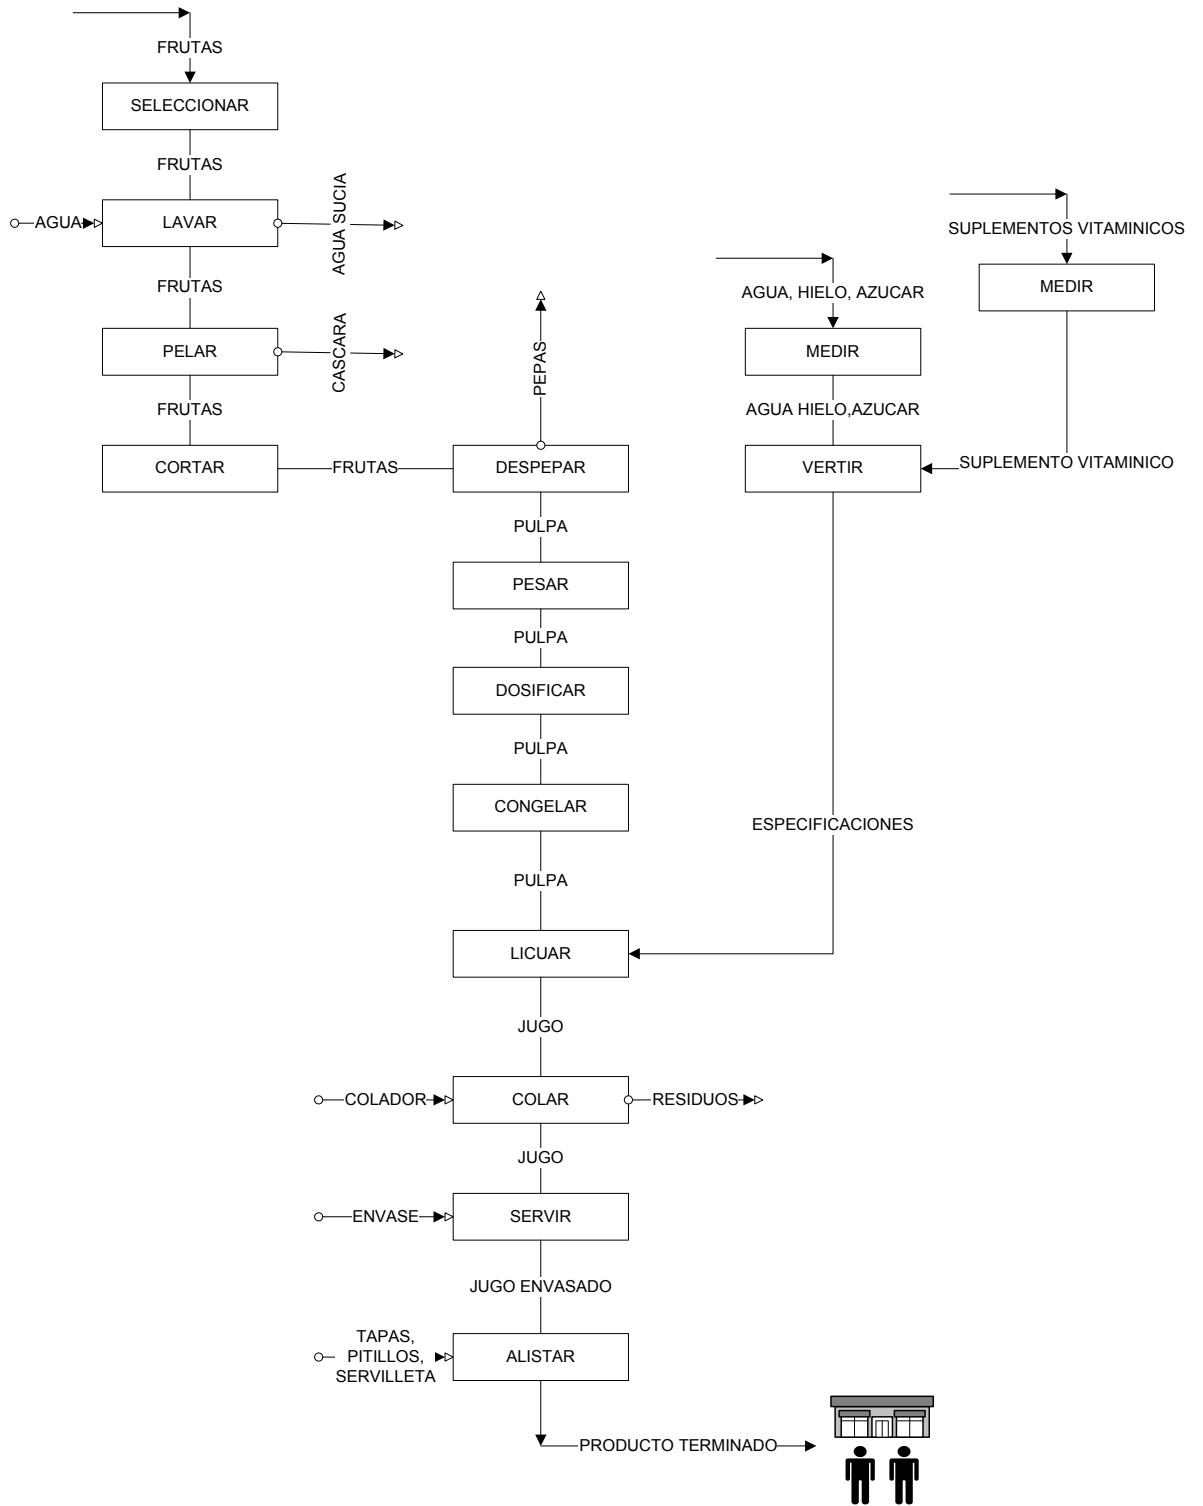 FRUTAS
SELECCIONAR
FRUTAS
AGUA
LAVAR
AGUA SUCIA
FRUTAS
PELAR
CASCARA
FRUTAS
CORTAR
FRUTAS
PEPAS
DESPEPAR
SUPLEMENTOS VITAMINICOS
MEDIR
AGUA, HIELO, AZUCAR
MEDIR
AGUA HIELO,AZUCAR
VERTIR
SUPLEMENTO VITAMINICO
PULPA
PESAR
PULPA
DOSIFICAR
PULPA
CONGELAR
ESPECIFICACIONES
PULPA
LICUAR
JUGO
COLADOR
COLAR
RESIDUOS
JUGO
ENVASE
SERVIR
JUGO ENVASADO
TAPAS,
PITILLOS,
SERVILLETA
ALISTAR
PRODUCTO TERMINADO